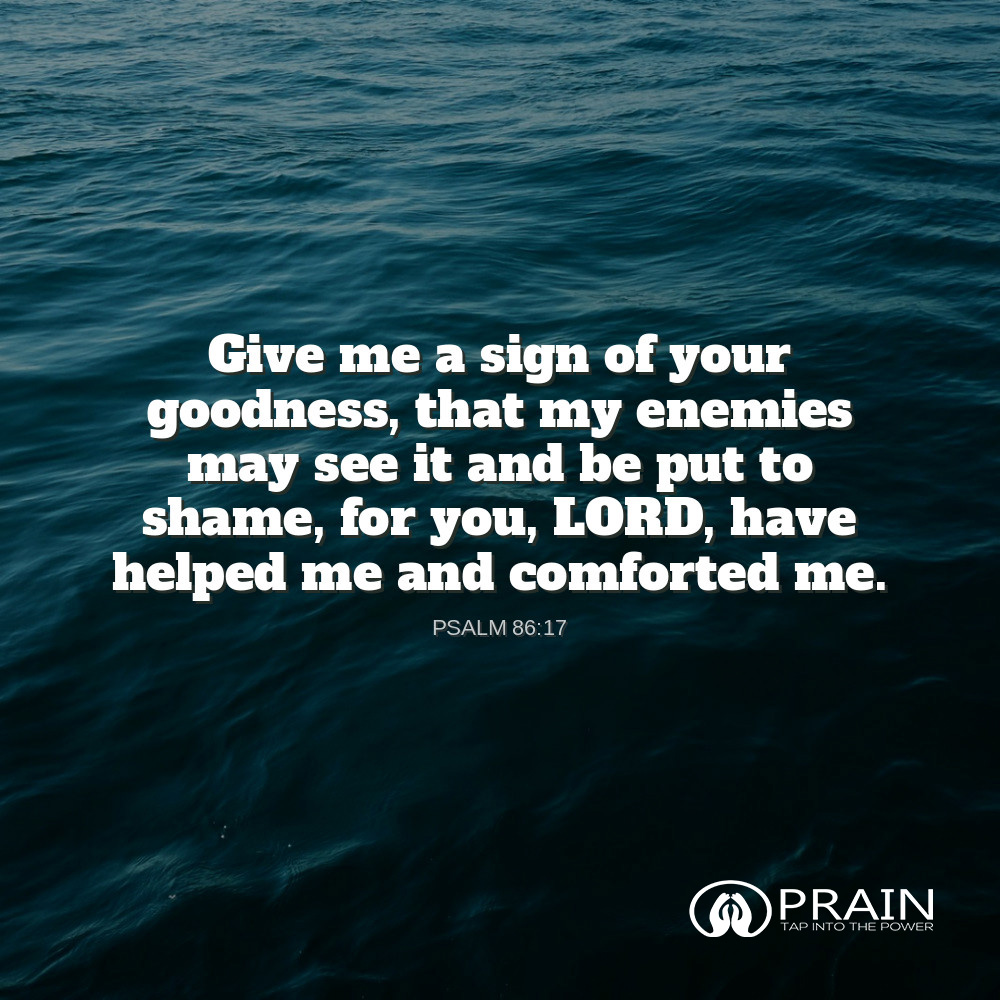 Give me a sign of your
goodness, that my enemies
may see it and be put to
shame, for you, LORD, have
helped me and comforted me.
PSALM 86:17
PRAIN
TAP INTO THE POWER